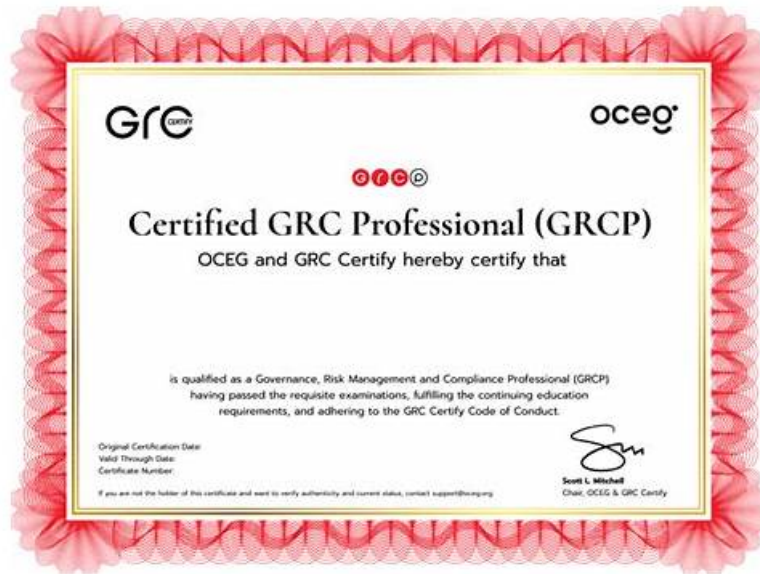 GRC CERTIFY
oceg
GRCP
Certified GRC Professional (GRCP)
OCEG and GRC Certify hereby certify that
is qualified as a Governance, Risk Management and Compliance Professional (GRCP)
having passed the requisite examinations, fulfilling the continuing education
requirements, and adhering to the GRC Certify Code of Conduct.
Original Certification Date:
Valid Through Date:
Certificate Number:
Scott L. Mitchell
Chair, OCEG & GRC Certify
If you are not the holder of this certificate and want to verify authenticity and current status, contact support@oceg.org